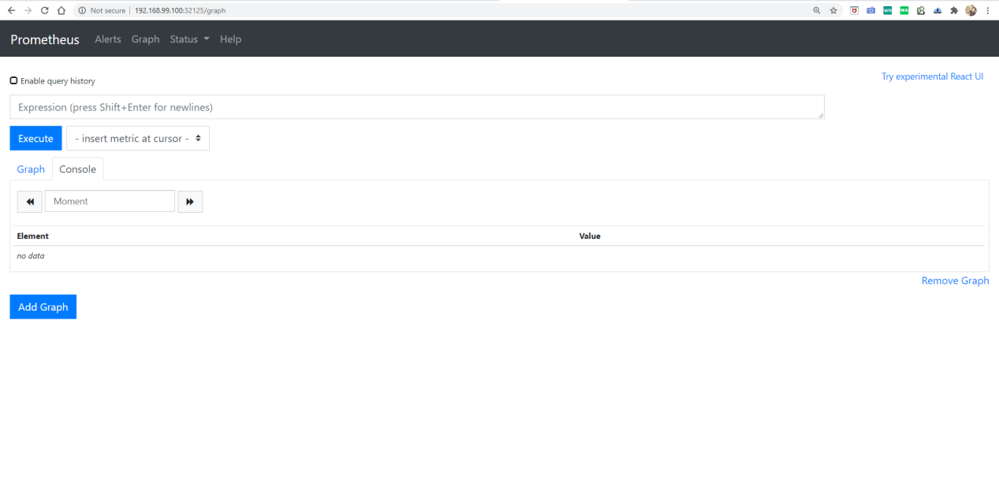 Not secure 192.168.99.100:32125/graph
Prometheus Alerts Graph Status Help
Enable query history
Try experimental React UI
Expression (press Shift+Enter for newlines)
Execute - insert metric at cursor -
Graph Console
Moment
Element Value
no data
Remove Graph
Add Graph